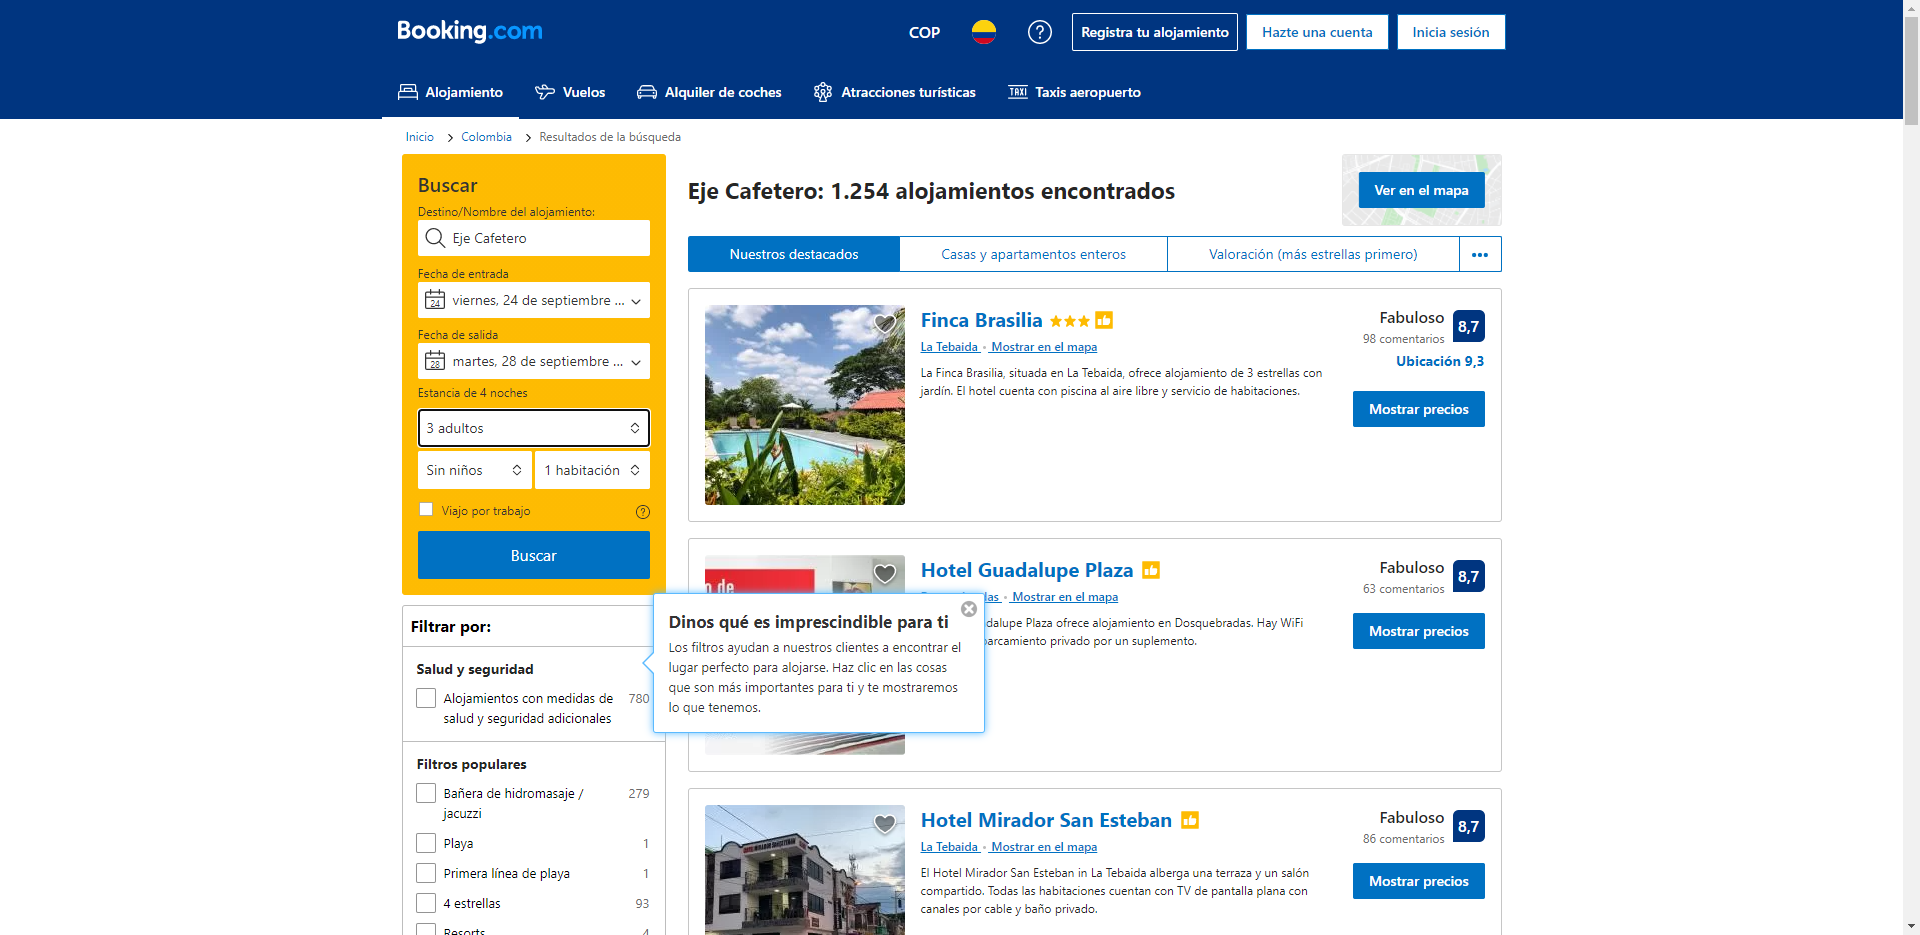 Booking.com
COP
Registra tu alojamiento
Hazte una cuenta
Inicia sesión
Alojamiento
Vuelos
Alquiler de coches
Atracciones turísticas
TAXI
Taxis aeropuerto
Inicio
Colombia
Resultados de la búsqueda
Buscar
Destino/Nombre del alojamiento:
Eje Cafetero
Fecha de entrada
24
viernes, 24 de septiembre ...
Fecha de salida
28
martes, 28 de septiembre ...
Estancia de 4 noches
3 adultos
Sin niños
1 habitación
Viajo por trabajo
Buscar
Filtrar por:
Salud y seguridad
Alojamientos con medidas de
salud y seguridad adicionales
780
Filtros populares
Bañera de hidromasaje /
jacuzzi
279
Playa
1
Primera línea de playa
1
4 estrellas
93
Resorts
4
Eje Cafetero: 1.254 alojamientos encontrados
Ver en el mapa
Nuestros destacados
Casas y apartamentos enteros
Valoración (más estrellas primero)
Finca Brasilia
La Tebaida
Mostrar en el mapa
La Finca Brasilia, situada en La Tebaida, ofrece alojamiento de 3 estrellas con
jardín. El hotel cuenta con piscina al aire libre y servicio de habitaciones.
Fabuloso
98 comentarios
8,7
Ubicación 9,3
Mostrar precios
Hotel Guadalupe Plaza
Mostrar en el mapa
Plaza ofrece alojamiento en Dosquebradas. Hay WiFi
privado por un suplemento.
Fabuloso
63 comentarios
8,7
Mostrar precios
Dinos qué es imprescindible para ti
Los filtros ayudan a nuestros clientes a encontrar el
lugar perfecto para alojarse. Haz clic en las cosas
que son más importantes para ti y te mostraremos
lo que tenemos.
Hotel Mirador San Esteban
La Tebaida
Mostrar en el mapa
El Hotel Mirador San Esteban in La Tebaida alberga una terraza y un salón
compartido. Todas las habitaciones cuentan con TV de pantalla plana con
canales por cable y baño privado.
Fabuloso
86 comentarios
8,7
Mostrar precios